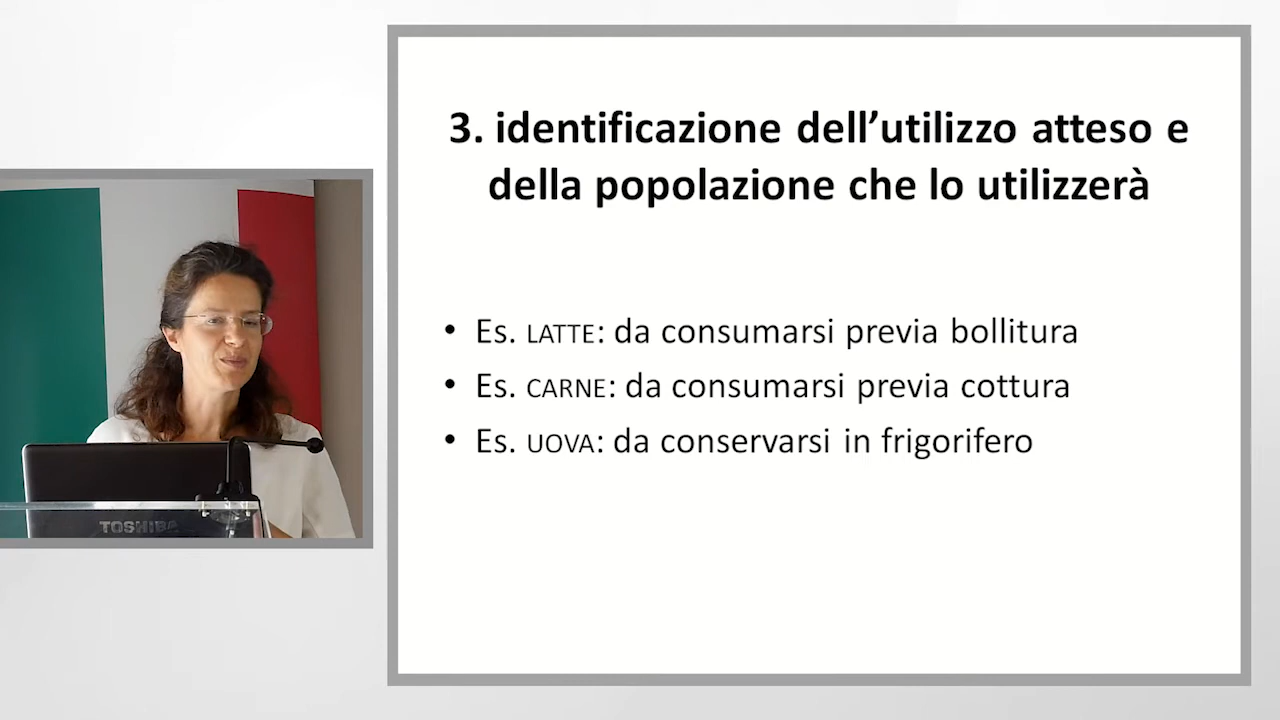 3. identificazione dell’utilizzo atteso e
della popolazione che lo utilizzerà
• Es. LATTE: da consumarsi previa bollitura
• Es. CARNE: da consumarsi previa cottura
• Es. UOVA: da conservarsi in frigorifero
TOSHIBA